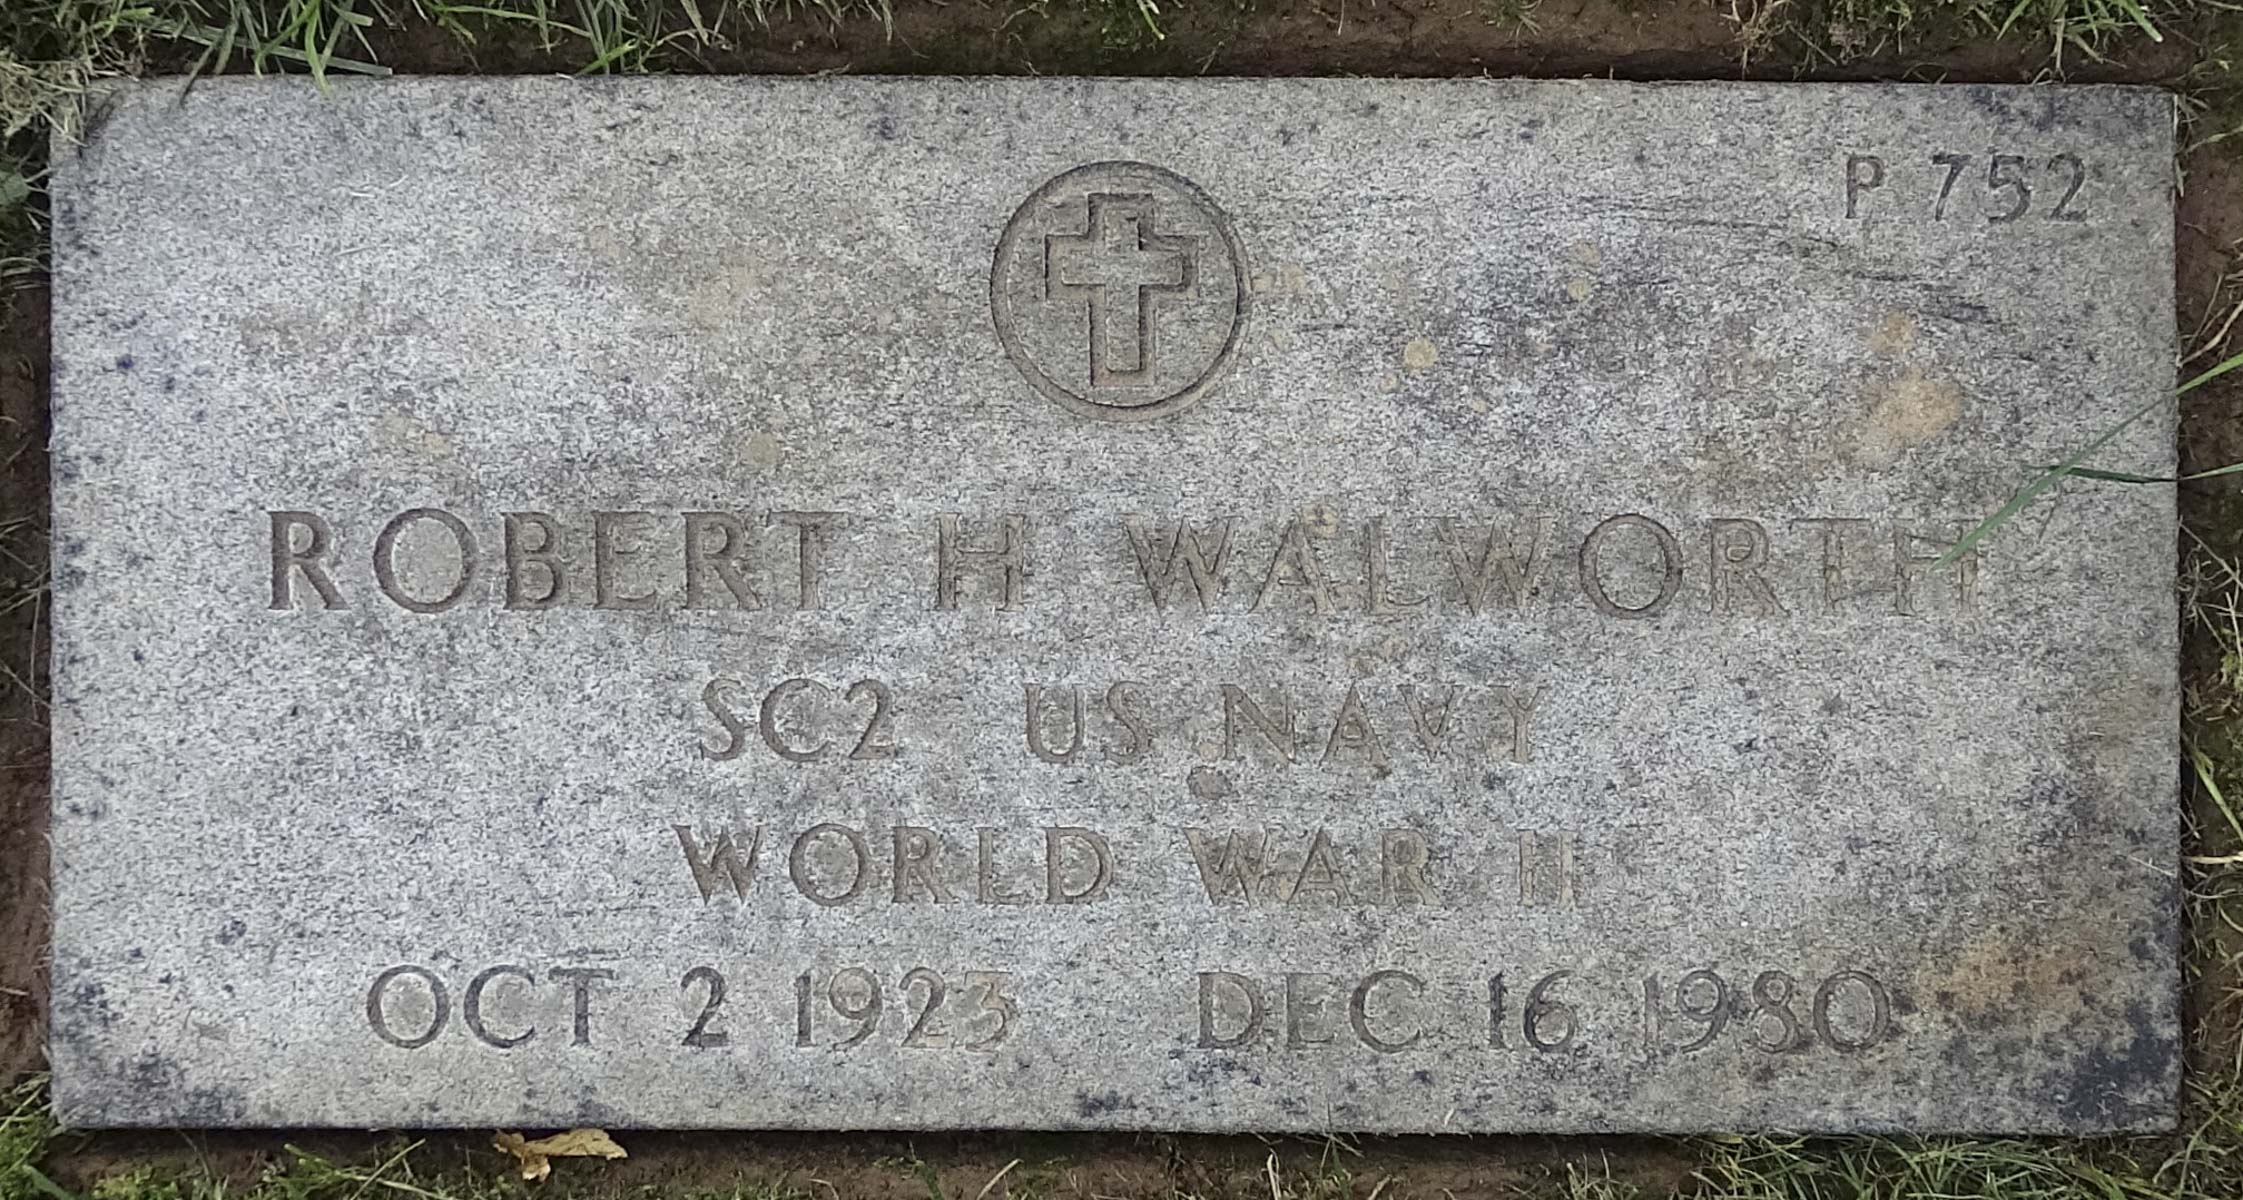 P 752
ROBERT H WALWORTH
SC2 US NAVY
WORLD WAR II
OCT 2 1923 DEC 16 1980